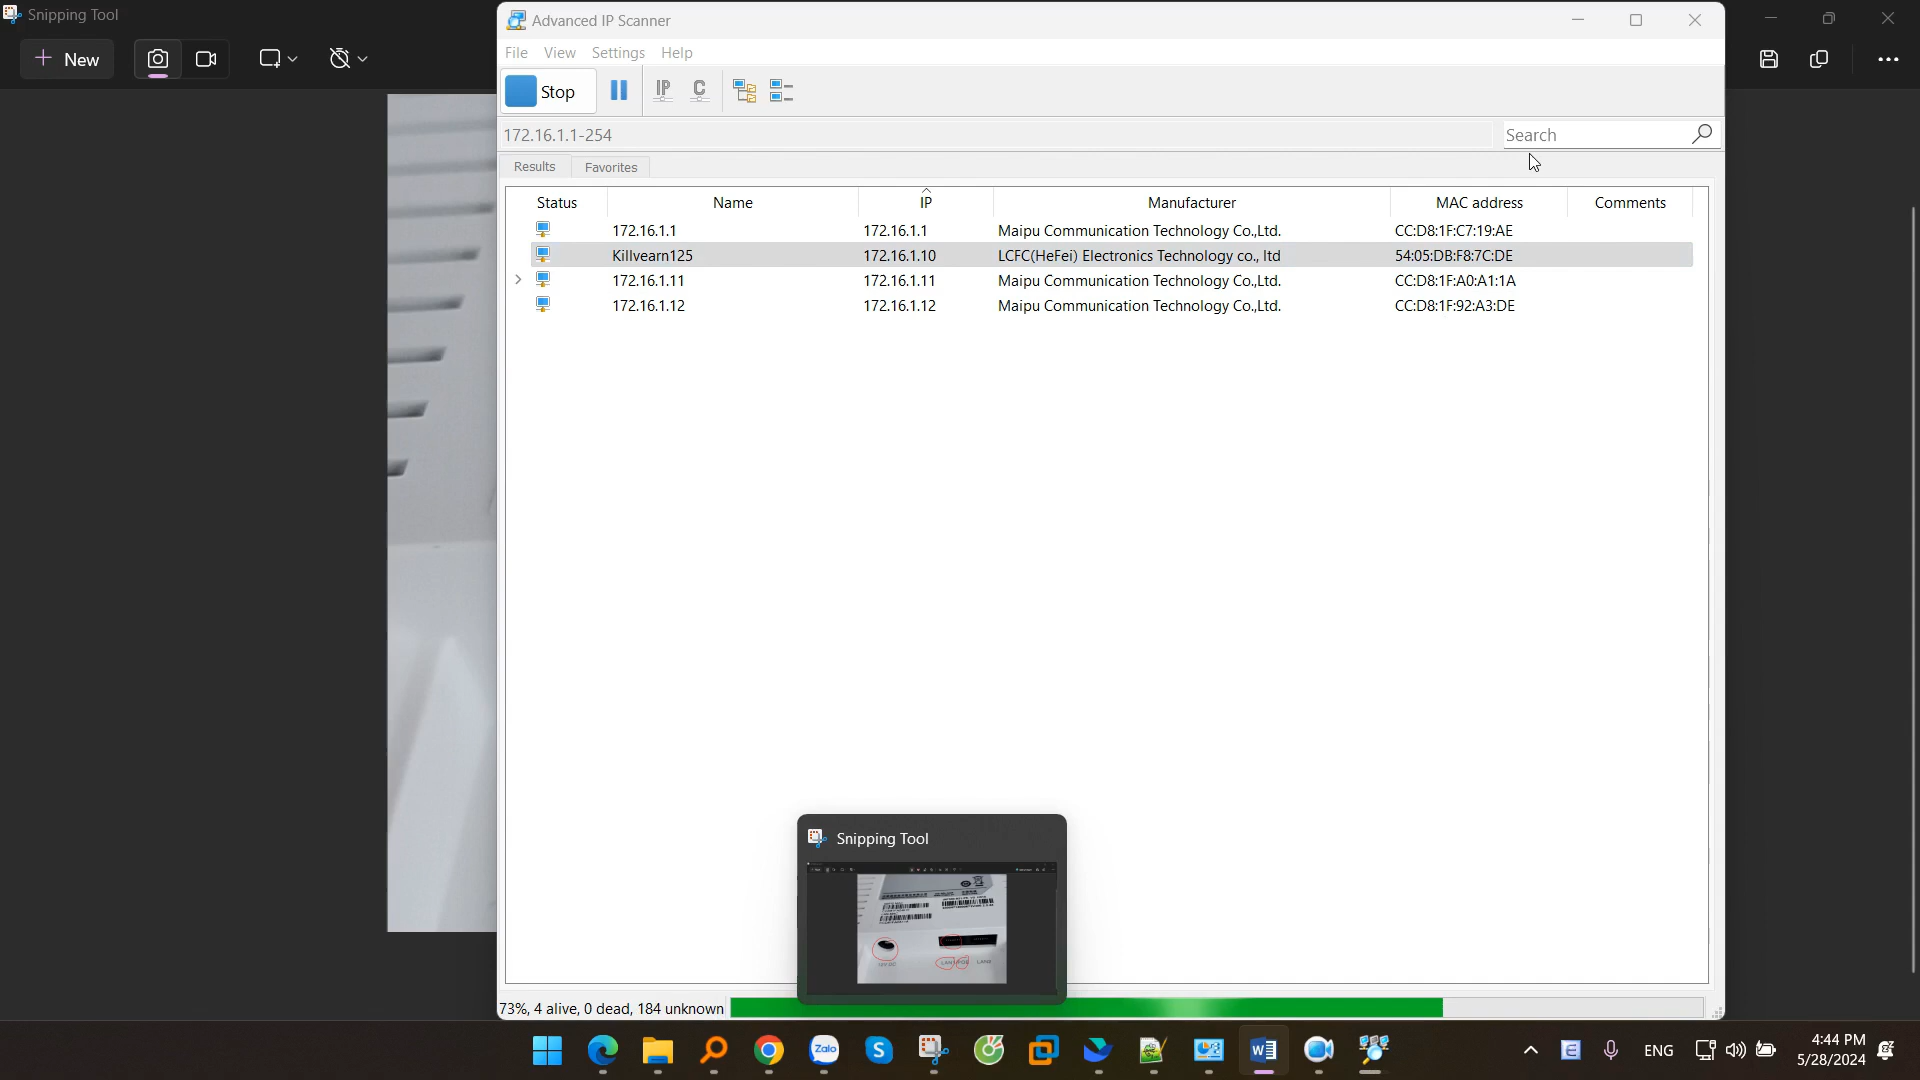 Snipping Tool
New
Advanced IP Scanner
File View Settings Help
Stop
IP
C
172.16.1.1-254
Search
Results
Favorites
Status Name IP Manufacturer MAC address Comments
172.16.1.1 172.16.1.1 Maipu Communication Technology Co.,Ltd. CC:D8:1F:C7:19:AE
Killvearn125 172.16.1.10 LCFC(HeFei) Electronics Technology co., ltd 54:05:DB:F8:7C:DE
172.16.1.11 172.16.1.11 Maipu Communication Technology Co.,Ltd. CC:D8:1F:A0:A1:1A
172.16.1.12 172.16.1.12 Maipu Communication Technology Co.,Ltd. CC:D8:1F:92:A3:DE
Snipping Tool
73%, 4 alive, 0 dead, 184 unknown
Zalo
ENG
4:44 PM
5/28/2024